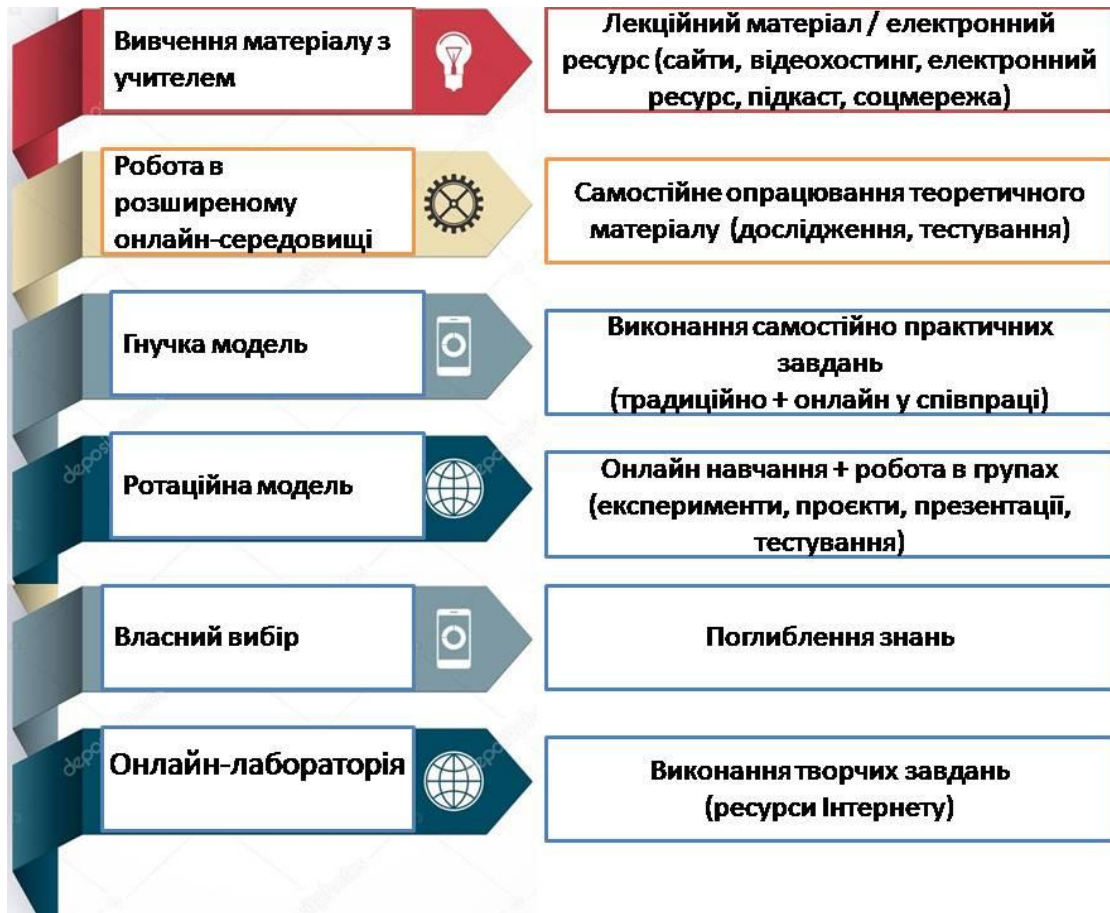 Вивчення матеріалу з
учителем
Лекційний матеріал / електронний
ресурс (сайти, відеохостинг, електронний
ресурс, підкаст, соцмережа)
Робота в
розширеному
онлайн-середовищі
Самостійне опрацювання теоретичного
матеріалу (дослідження, тестування)
Гнучка модель
Виконання самостійно практичних
завдань
(традиційно + онлайн у співпраці)
Ротаційна модель
Онлайн навчання + робота в групах
(експерименти, проєкти, презентації,
тестування)
Власний вибір
Поглиблення знань
Онлайн-лабораторія
Виконання творчих завдань
(ресурси Інтернету)